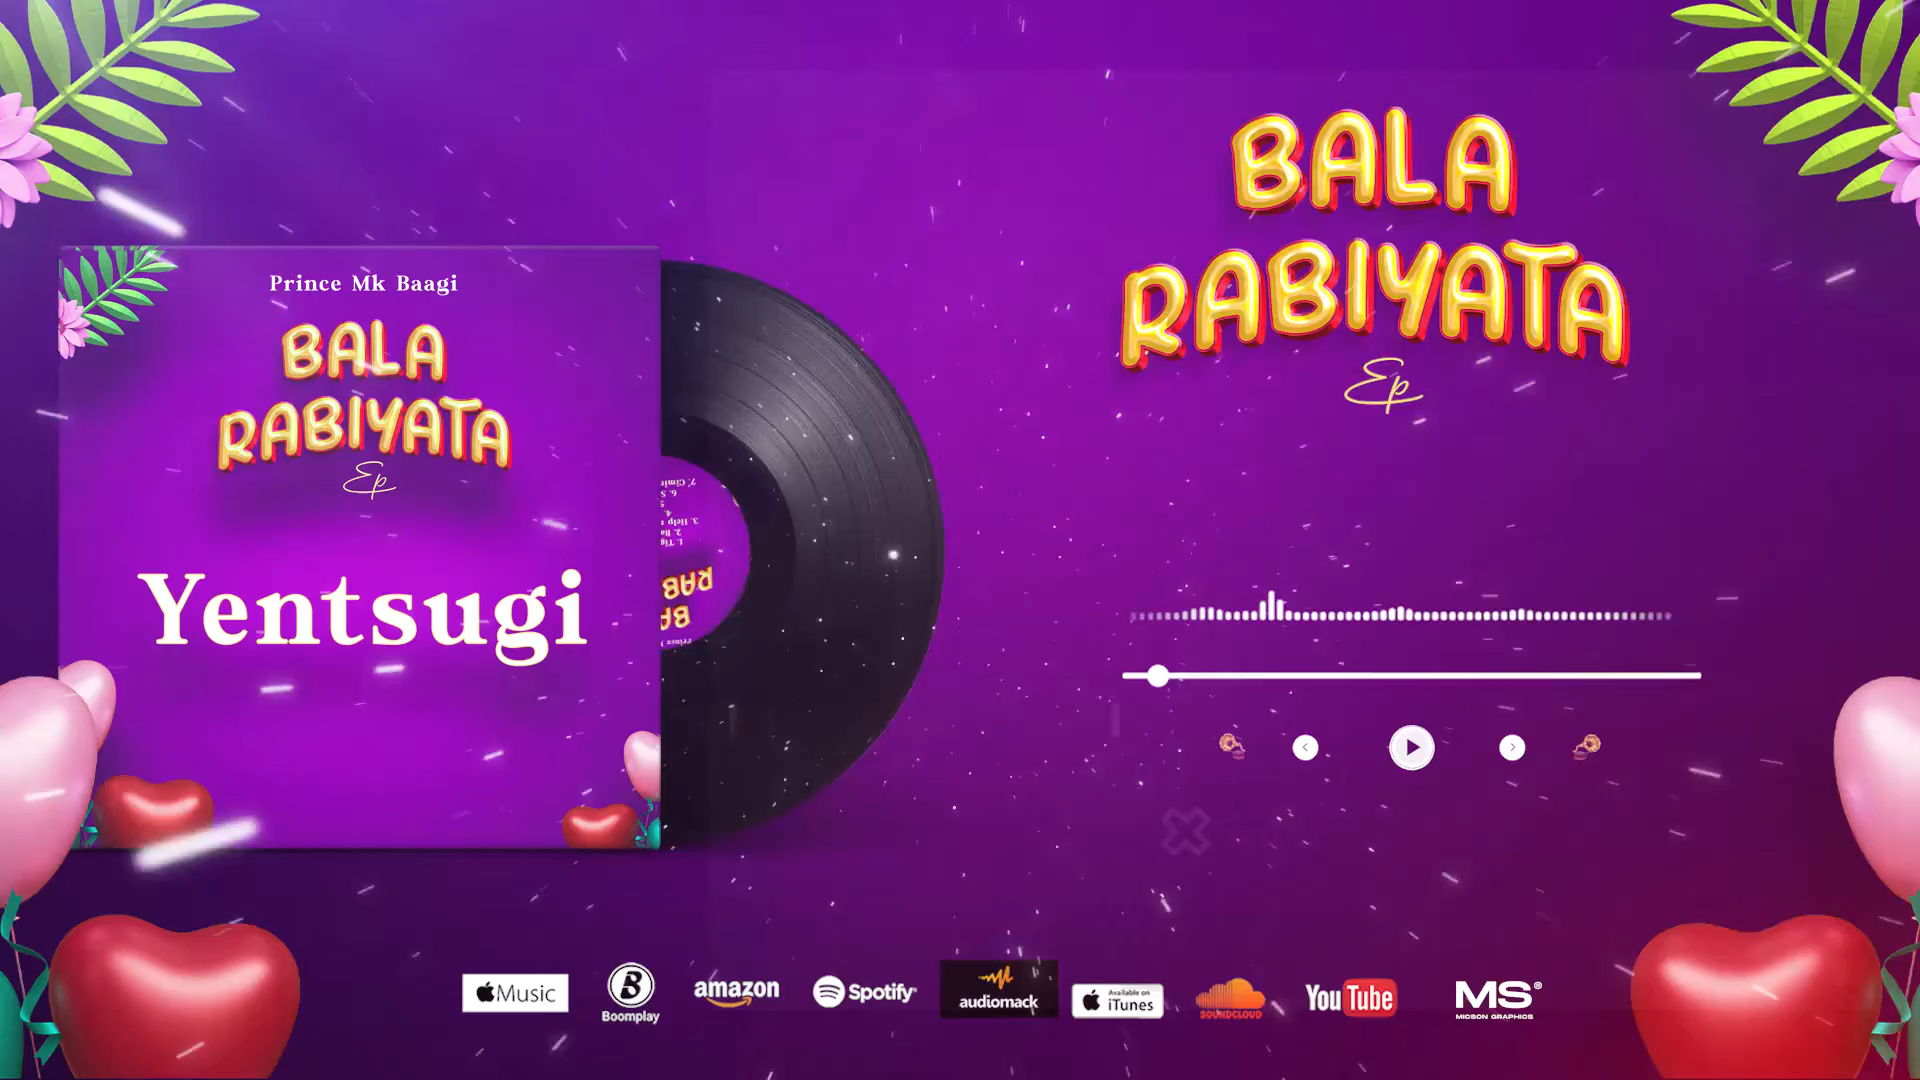 Prince Mk Baagi
BALA
RABIYATA
Ep
Yentsugi
BALA
RABIYATA
Ep
Music
Boomplay
amazon
Spotify
audiomack
Available on
iTunes
SOUNDCLOUD
YouTube
MS®
MICSON GRAPHICS